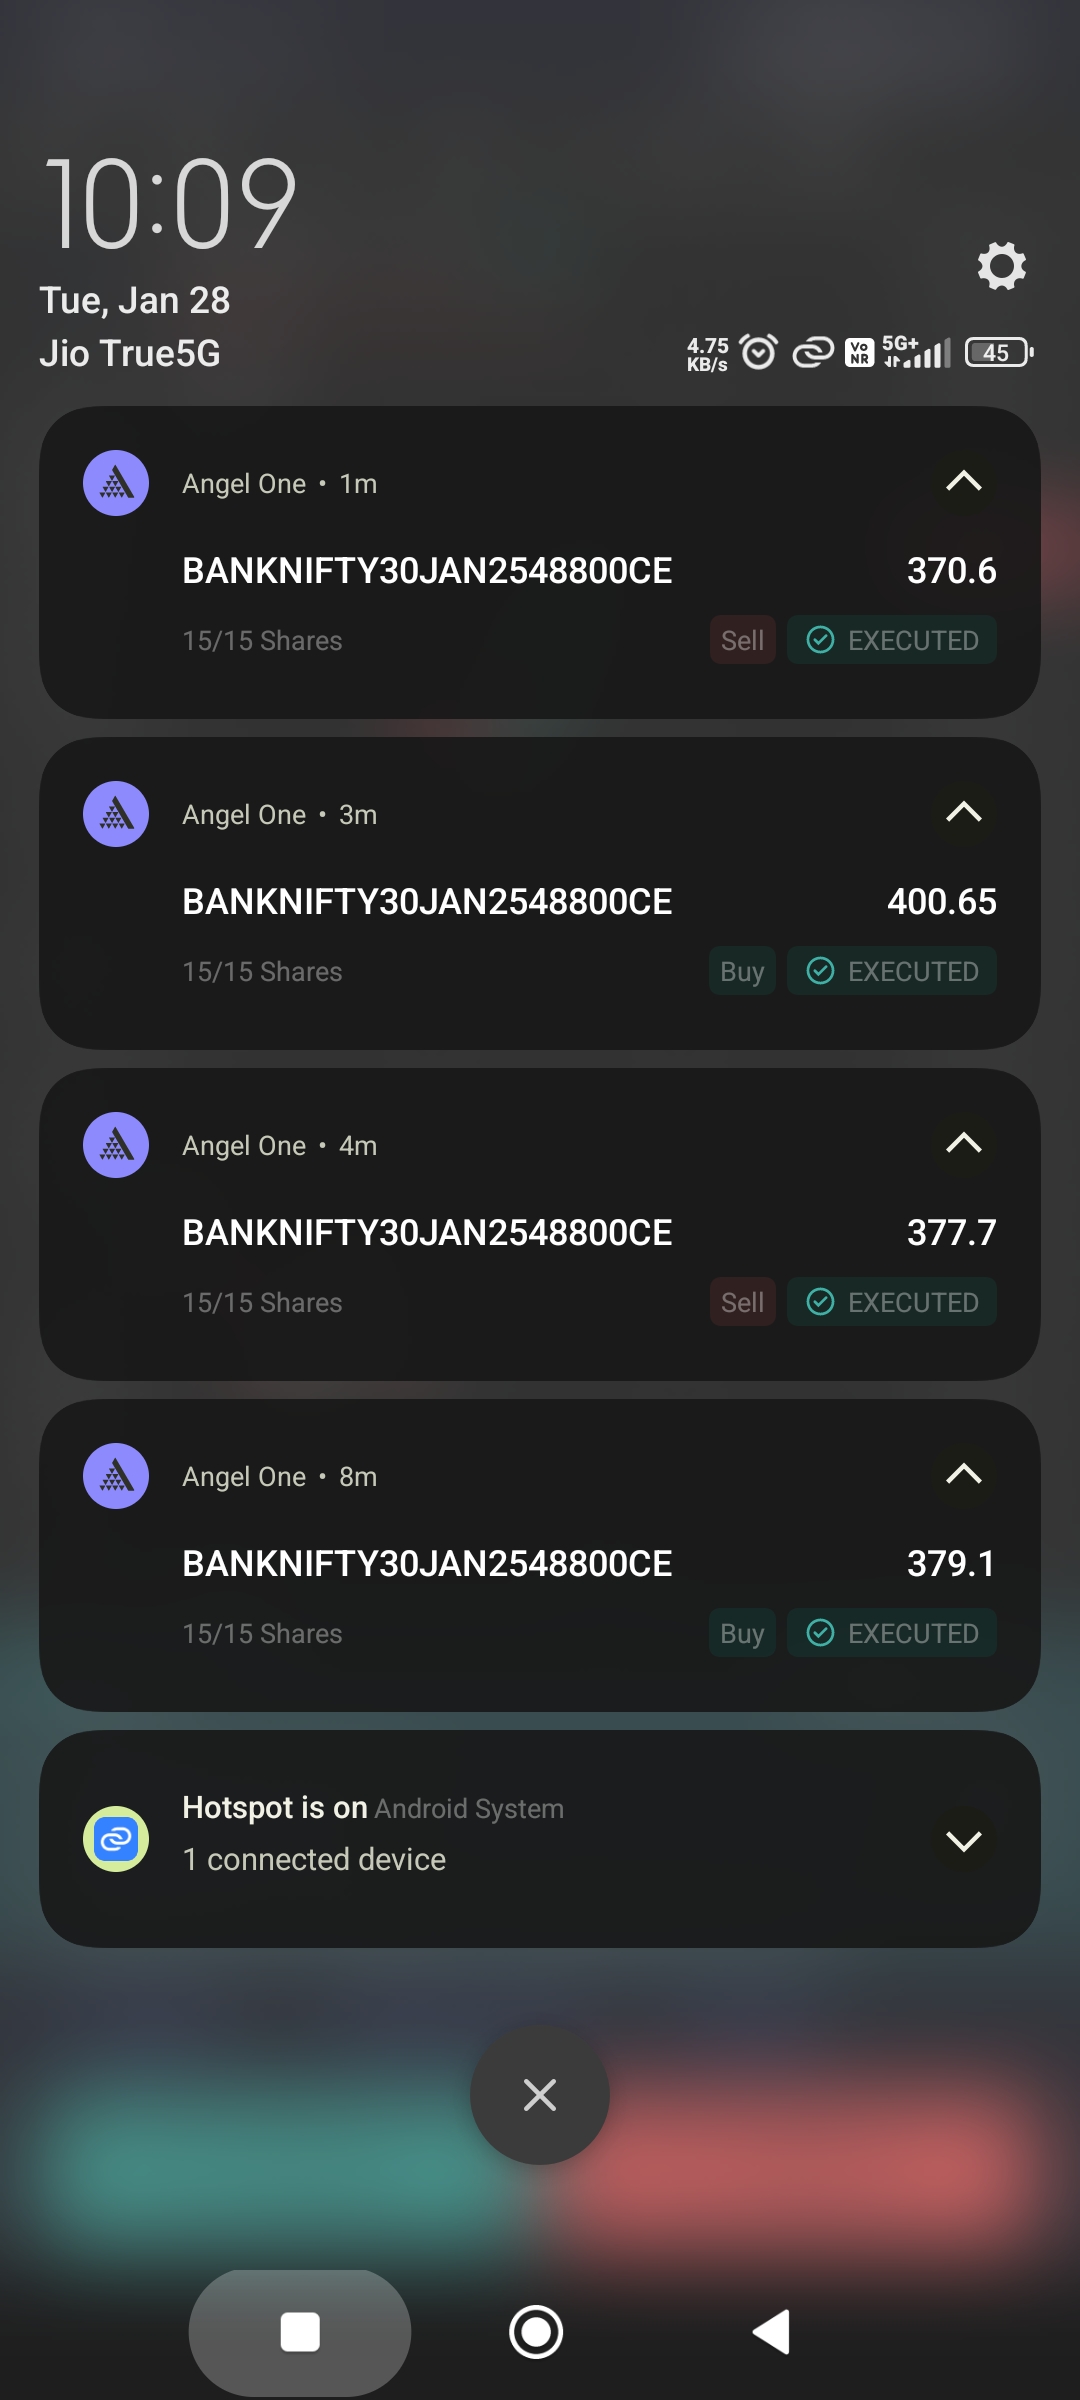 10:09
Tue, Jan 28
Jio True5G
4.75 KB/s Vo NR 5G+ 45
Angel One • 1m
BANKNIFTY30JAN2548800CE 370.6
15/15 Shares Sell EXECUTED
Angel One • 3m
BANKNIFTY30JAN2548800CE 400.65
15/15 Shares Buy EXECUTED
Angel One • 4m
BANKNIFTY30JAN2548800CE 377.7
15/15 Shares Sell EXECUTED
Angel One • 8m
BANKNIFTY30JAN2548800CE 379.1
15/15 Shares Buy EXECUTED
Hotspot is on Android System
1 connected device